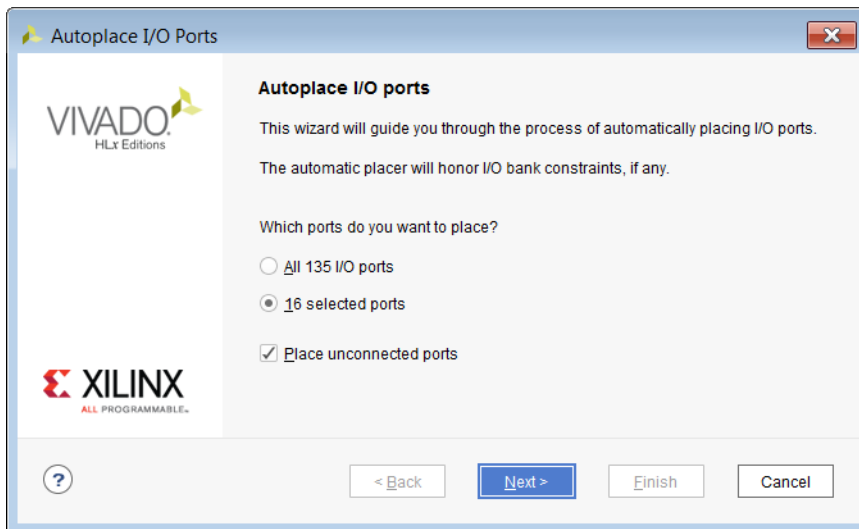 Autoplace I/O Ports
VIVADO.
HLx Editions
Autoplace I/O ports
This wizard will guide you through the process of automatically placing I/O ports.
The automatic placer will honor I/O bank constraints, if any.
Which ports do you want to place?
All 135 I/O ports
16 selected ports
Place unconnected ports
XILINX
ALL PROGRAMMABLE™
?
< Back
Next >
Finish
Cancel